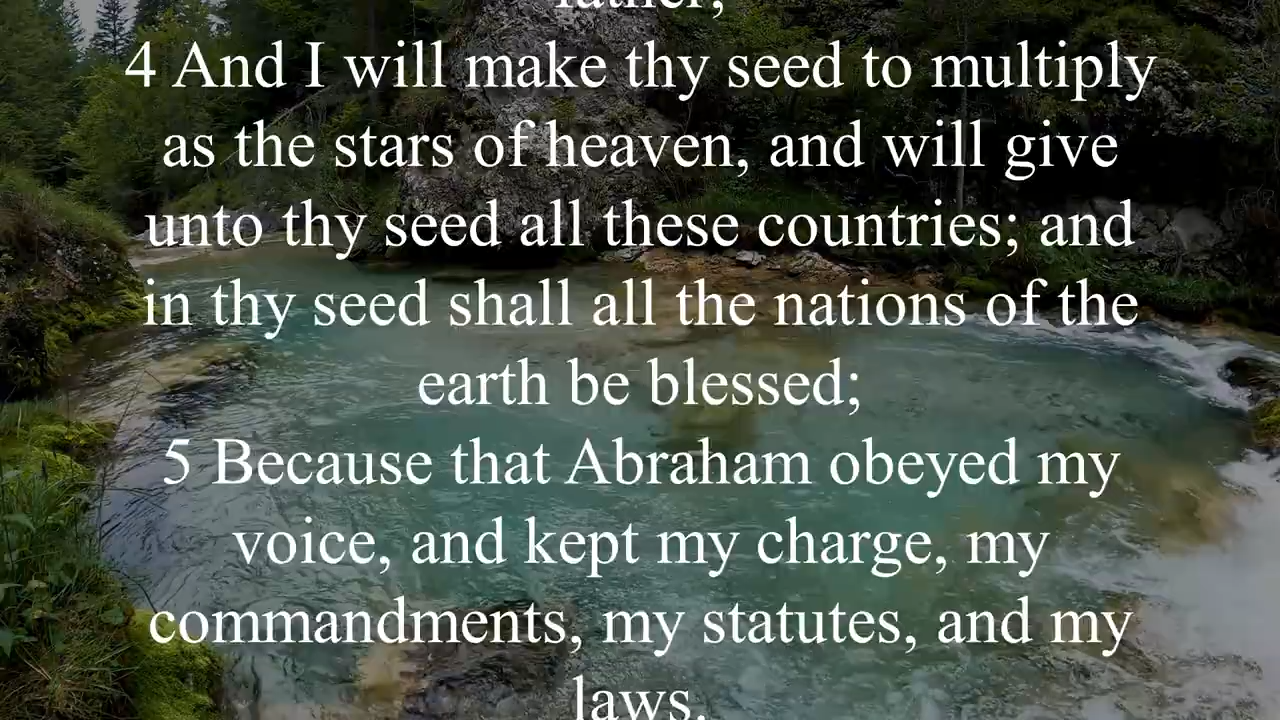 father;
4 And I will make thy seed to multiply
as the stars of heaven, and will give
unto thy seed all these countries; and
in thy seed shall all the nations of the
earth be blessed;
5 Because that Abraham obeyed my
voice, and kept my charge, my
commandments, my statutes, and my
laws.